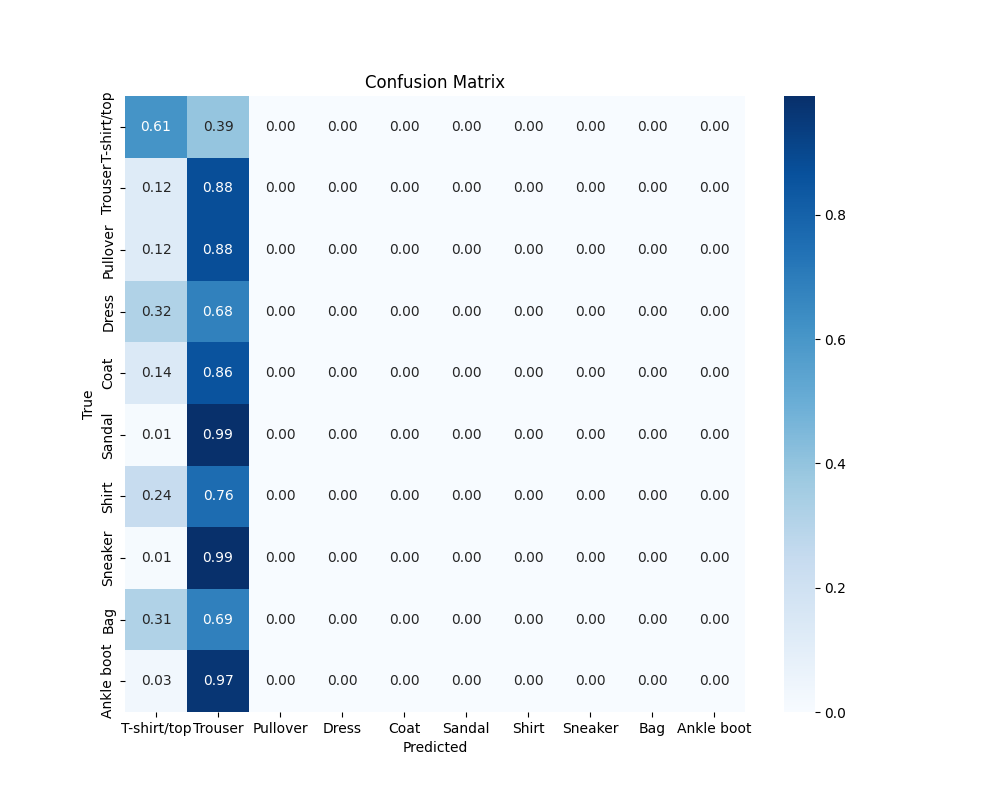 Confusion Matrix
T-shirt/top 0.61 0.39 0.00 0.00 0.00 0.00 0.00 0.00 0.00 0.00
Trouser 0.12 0.88 0.00 0.00 0.00 0.00 0.00 0.00 0.00 0.00
Pullover 0.12 0.88 0.00 0.00 0.00 0.00 0.00 0.00 0.00 0.00
Dress 0.32 0.68 0.00 0.00 0.00 0.00 0.00 0.00 0.00 0.00
Coat 0.14 0.86 0.00 0.00 0.00 0.00 0.00 0.00 0.00 0.00
Sandal 0.01 0.99 0.00 0.00 0.00 0.00 0.00 0.00 0.00 0.00
Shirt 0.24 0.76 0.00 0.00 0.00 0.00 0.00 0.00 0.00 0.00
Sneaker 0.01 0.99 0.00 0.00 0.00 0.00 0.00 0.00 0.00 0.00
Bag 0.31 0.69 0.00 0.00 0.00 0.00 0.00 0.00 0.00 0.00
Ankle boot 0.03 0.97 0.00 0.00 0.00 0.00 0.00 0.00 0.00 0.00
True
T-shirt/top Trouser Pullover Dress Coat Sandal Shirt Sneaker Bag Ankle boot
Predicted
0.8
0.6
0.4
0.2
0.0